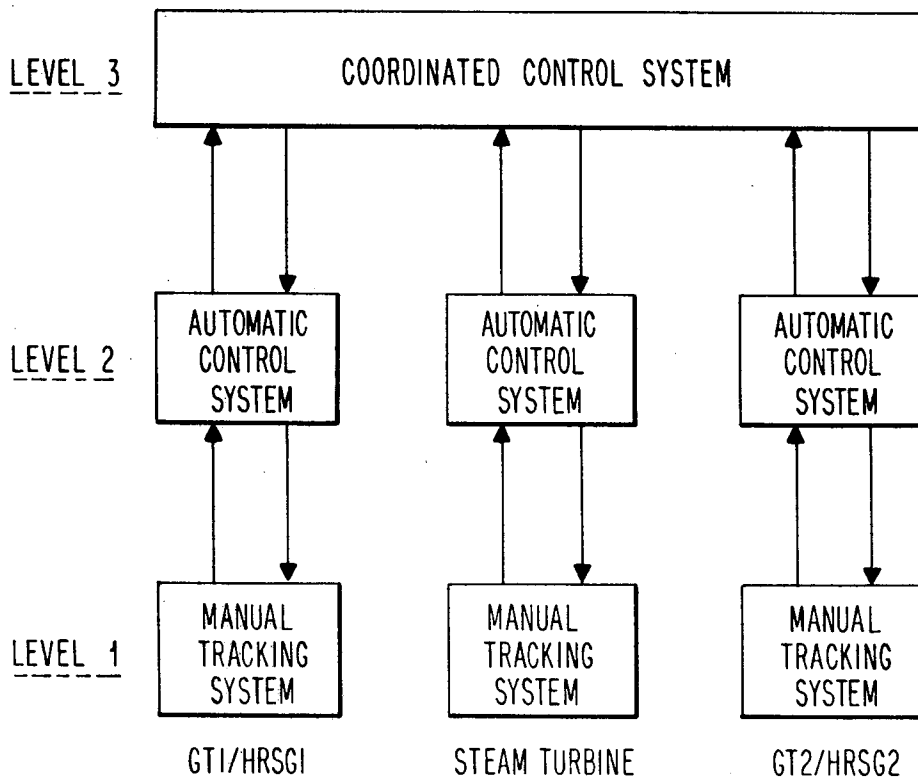 LEVEL 3
COORDINATED CONTROL SYSTEM
LEVEL 2
AUTOMATIC
CONTROL
SYSTEM
AUTOMATIC
CONTROL
SYSTEM
AUTOMATIC
CONTROL
SYSTEM
LEVEL 1
MANUAL
TRACKING
SYSTEM
MANUAL
TRACKING
SYSTEM
MANUAL
TRACKING
SYSTEM
GT1/HRSG1
STEAM TURBINE
GT2/HRSG2